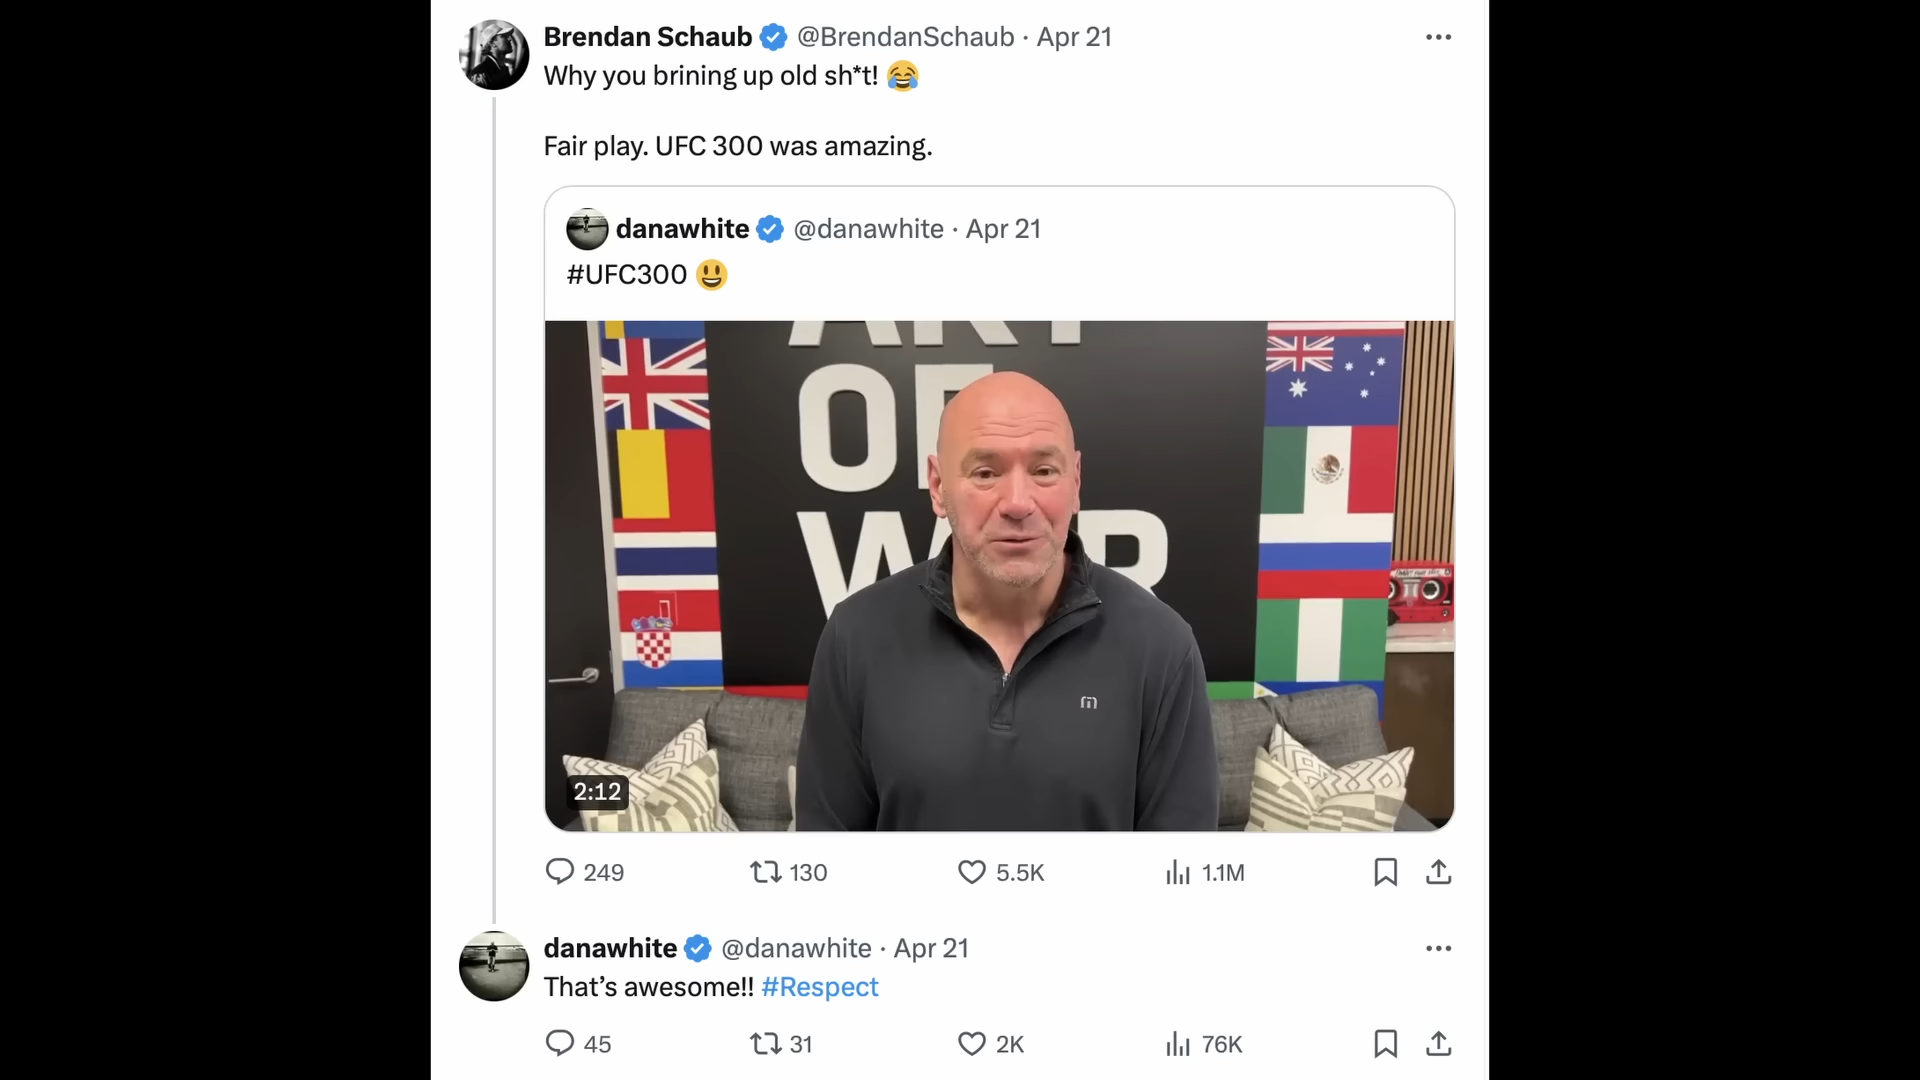 Brendan Schaub @BrendanSchaub · Apr 21
Why you brining up old sh*t! 😂
Fair play. UFC 300 was amazing.
danawhite @danawhite · Apr 21
#UFC300 😃
ART
OF
WAR
2:12
249 130 5.5K 1.1M
danawhite @danawhite · Apr 21
That’s awesome!! #Respect
45 31 2K 76K